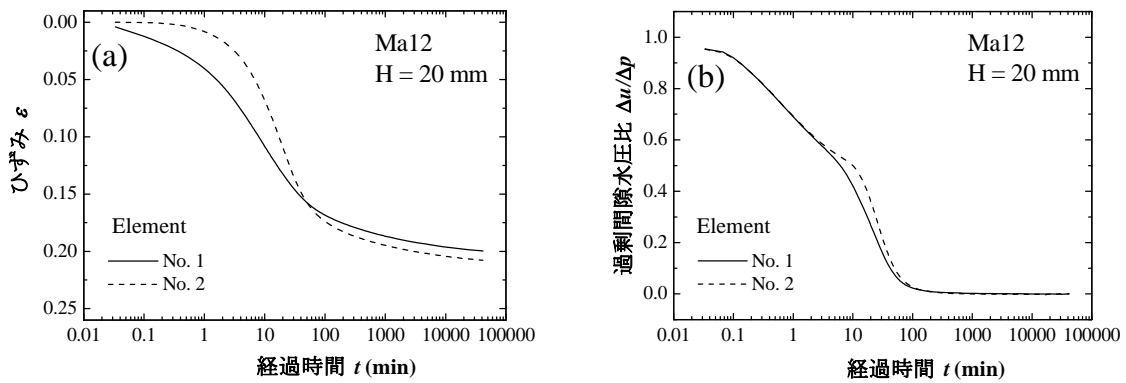 (a)
Ma12
H = 20 mm
0.00
0.05
0.10
0.15
0.20
0.25
ひずみ ε
Element
No. 1
No. 2
0.01 0.1 1 10 100 1000 10000 100000
経過時間 t (min)
(b)
Ma12
H = 20 mm
1.0
0.8
0.6
0.4
0.2
0.0
過剰間隙水圧比 Δu/Δp
Element
No. 1
No. 2
0.01 0.1 1 10 100 1000 10000 100000
経過時間 t (min)